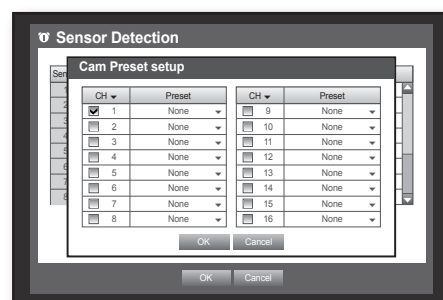 Sensor Detection
Cam Preset setup
Sen
CH Preset CH Preset
1 None 9 None
2 None 10 None
3 None 11 None
4 None 12 None
5 None 13 None
6 None 14 None
7 None 15 None
8 None 16 None
OK Cancel
OK Cancel